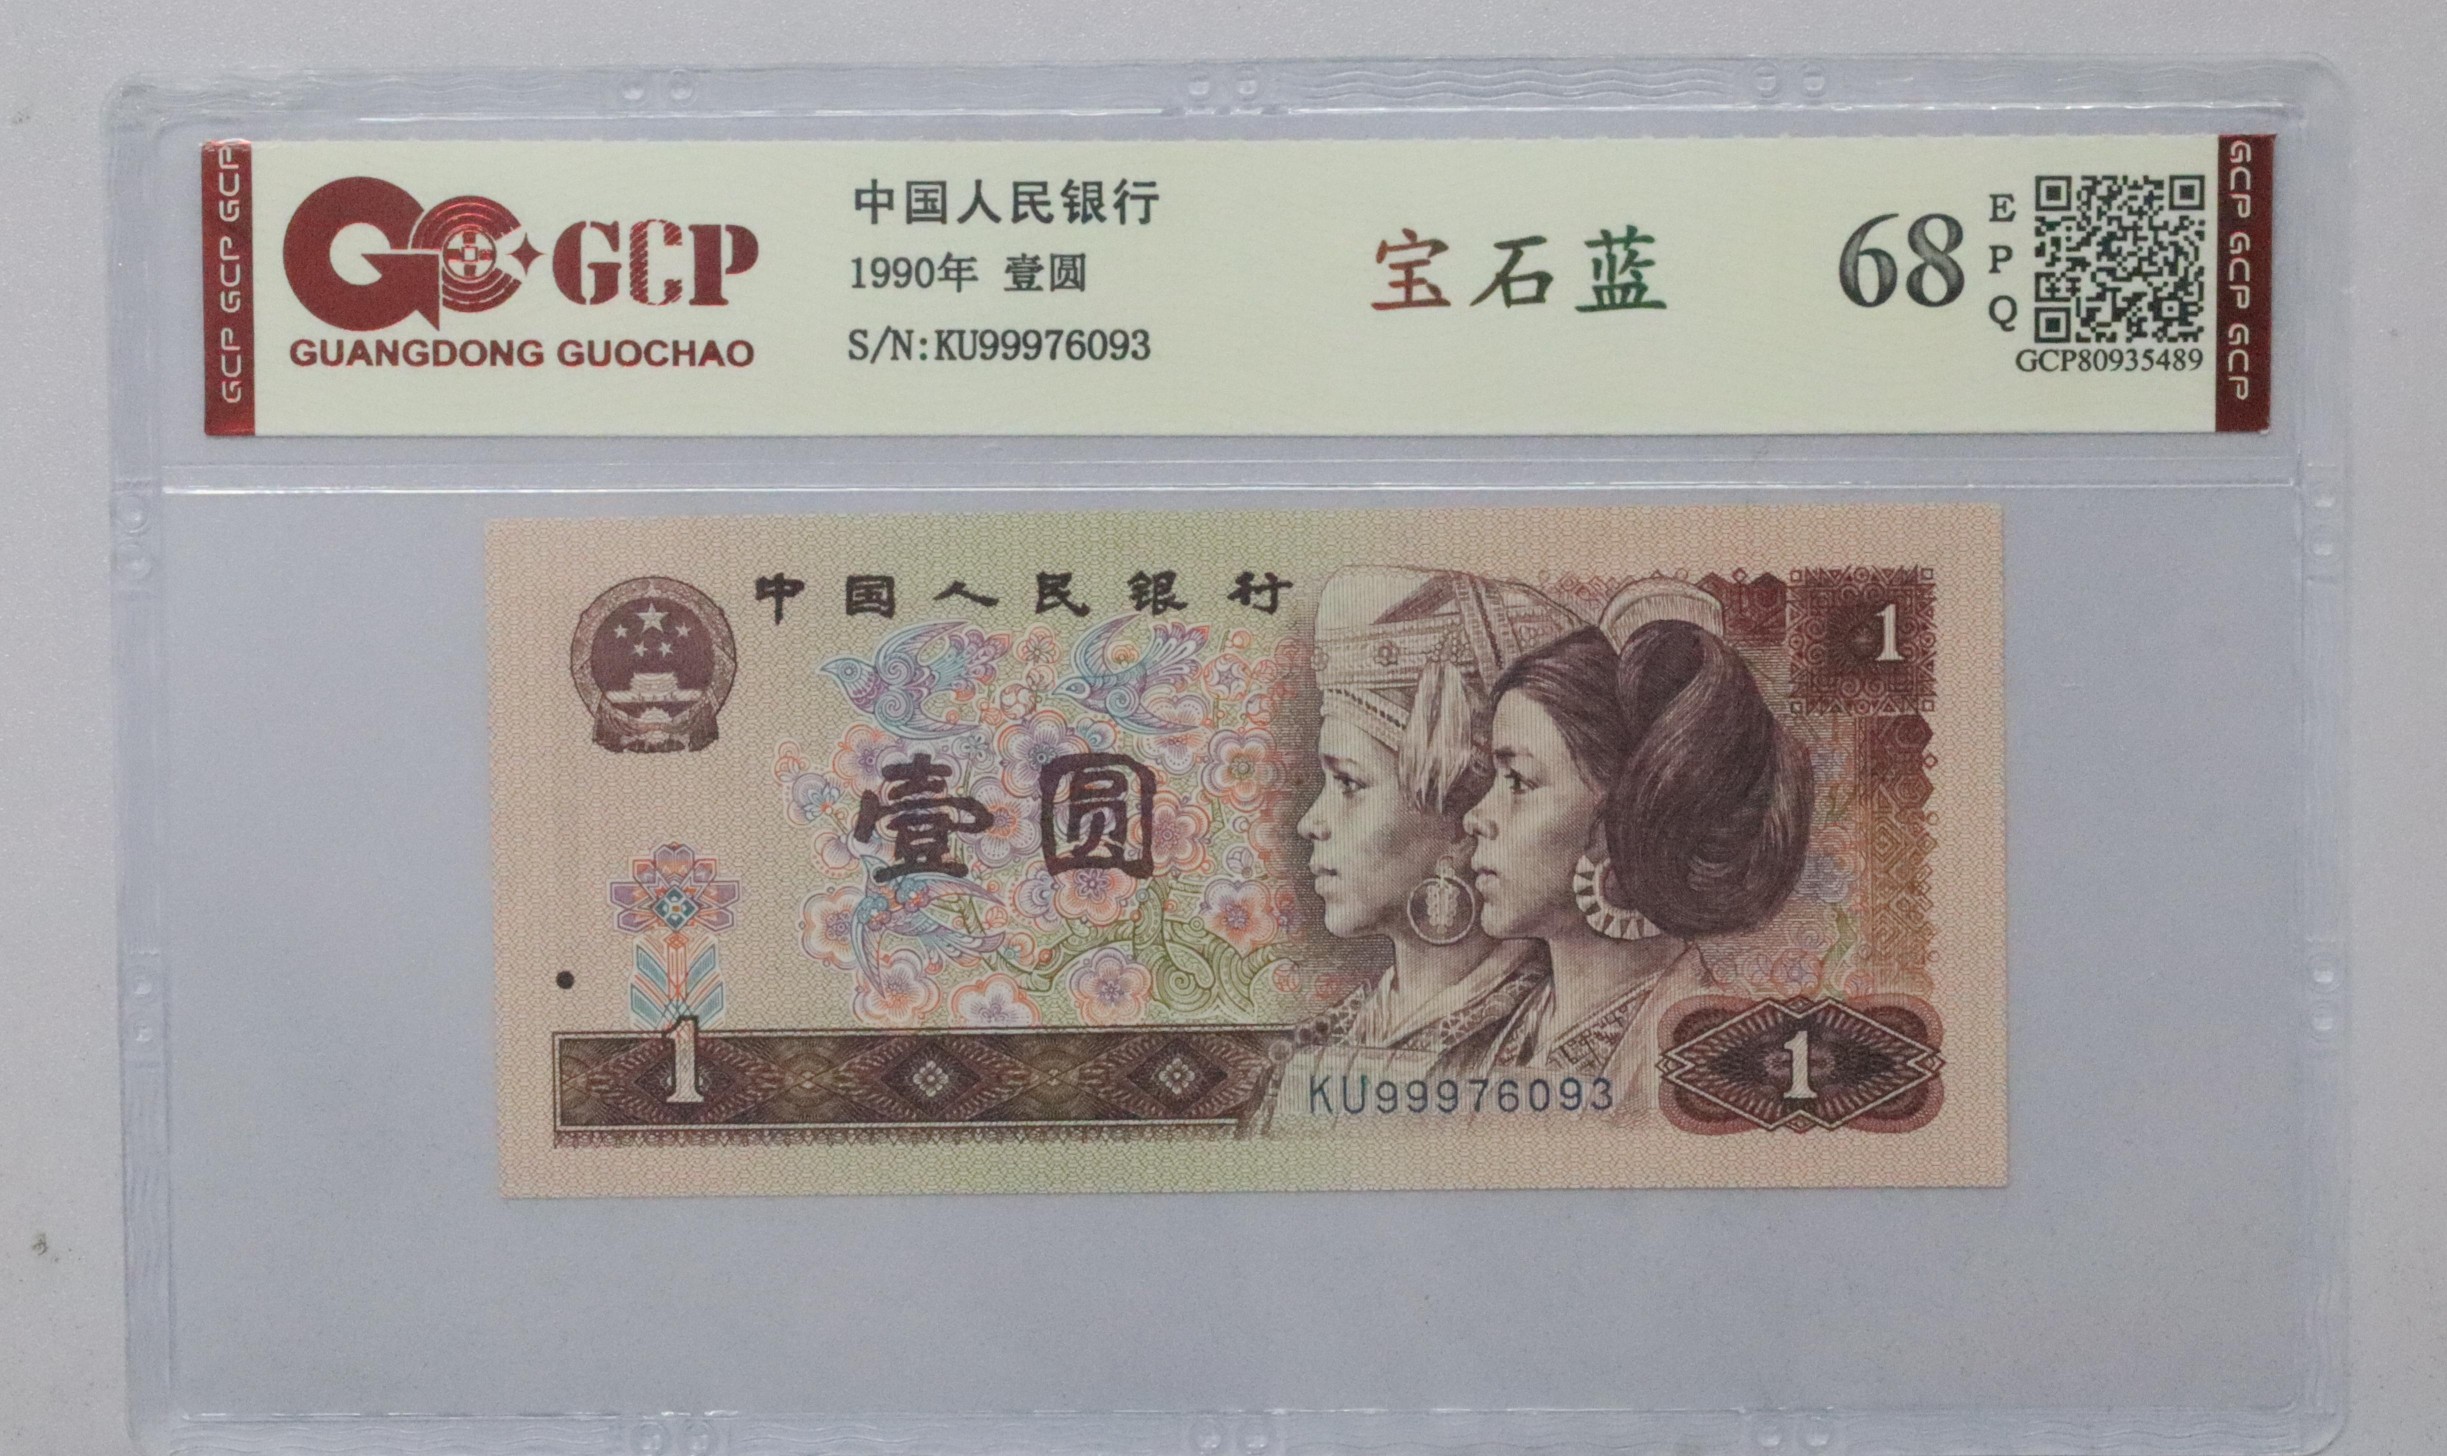 GCP GCP GCP
GCP
GUANGDONG GUOCHAO
中国人民银行
1990年 壹圆
S/N:KU99976093
宝石蓝
68
EPQ
GCP80935489
GCP GCP GCP
中国人民银行
1
壹圆
1
KU99976093
1